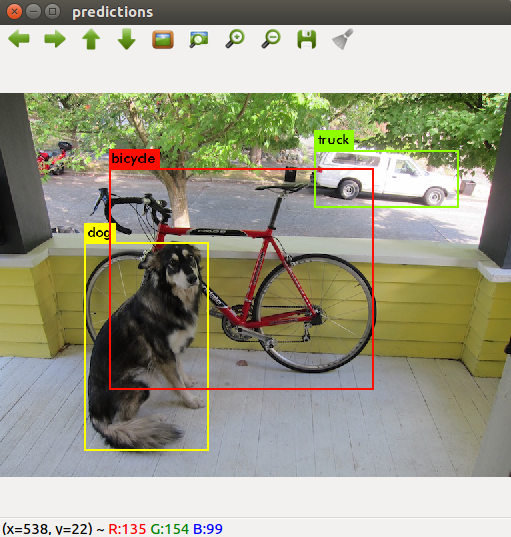 predictions
truck
bicycle
dog
(x=538, y=22) ~ R:135 G:154 B:99